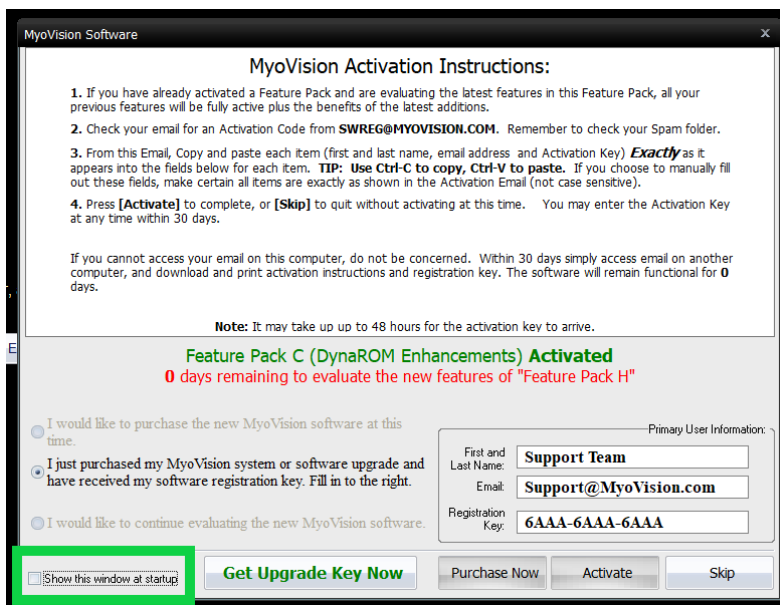 MyoVision Software x
MyoVision Activation Instructions:
1. If you have already activated a Feature Pack and are evaluating the latest features in this Feature Pack, all your
previous features will be fully active plus the benefits of the latest additions.
2. Check your email for an Activation Code from SWREG@MYOVISION.COM. Remember to check your Spam folder.
3. From this Email, Copy and paste each item (first and last name, email address and Activation Key) Exactly as it
appears into the fields below for each item. TIP: Use Ctrl-C to copy, Ctrl-V to paste. If you choose to manually fill
out these fields, make certain all items are exactly as shown in the Activation Email (not case sensitive).
4. Press [Activate] to complete, or [Skip] to quit without activating at this time. You may enter the Activation Key
at any time within 30 days.
If you cannot access your email on this computer, do not be concerned. Within 30 days simply access email on another
computer, and download and print activation instructions and registration key. The software will remain functional for 0
days.
Note: It may take up up to 48 hours for the activation key to arrive.
E
Feature Pack C (DynaROM Enhancements) Activated
0 days remaining to evaluate the new features of "Feature Pack H"
I would like to purchase the new MyoVision software at this
time.
I just purchased my MyoVision system or software upgrade and
have received my software registration key. Fill in to the right.
I would like to continue evaluating the new MyoVision software.
Primary User Information:
First and
Last Name: Support Team
Email: Support@MyoVision.com
Registration
Key: 6AAA-6AAA-6AAA
Show this window at startup
Get Upgrade Key Now
Purchase Now
Activate
Skip